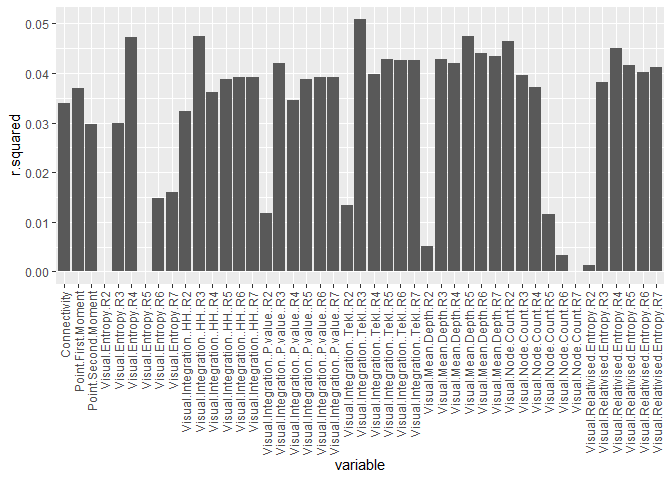 0.05
0.04
0.03
0.02
0.01
0.00
r.squared
Connectivity
Point.First.Moment
Point.Second.Moment
Visual.Entropy.R2
Visual.Entropy.R3
Visual.Entropy.R4
Visual.Entropy.R5
Visual.Entropy.R6
Visual.Entropy.R7
Visual.Integration..HH..R2
Visual.Integration..HH..R3
Visual.Integration..HH..R4
Visual.Integration..HH..R5
Visual.Integration..HH..R6
Visual.Integration..HH..R7
Visual.Integration..P.value..R2
Visual.Integration..P.value..R3
Visual.Integration..P.value..R4
Visual.Integration..P.value..R5
Visual.Integration..P.value..R6
Visual.Integration..P.value..R7
Visual.Integration..Tekl..R2
Visual.Integration..Tekl..R3
Visual.Integration..Tekl..R4
Visual.Integration..Tekl..R5
Visual.Integration..Tekl..R6
Visual.Integration..Tekl..R7
Visual.Mean.Depth.R2
Visual.Mean.Depth.R3
Visual.Mean.Depth.R4
Visual.Mean.Depth.R5
Visual.Mean.Depth.R6
Visual.Mean.Depth.R7
Visual.Node.Count.R2
Visual.Node.Count.R3
Visual.Node.Count.R4
Visual.Node.Count.R5
Visual.Node.Count.R6
Visual.Node.Count.R7
Visual.Relativised.Entropy.R2
Visual.Relativised.Entropy.R3
Visual.Relativised.Entropy.R4
Visual.Relativised.Entropy.R5
Visual.Relativised.Entropy.R6
Visual.Relativised.Entropy.R7
variable